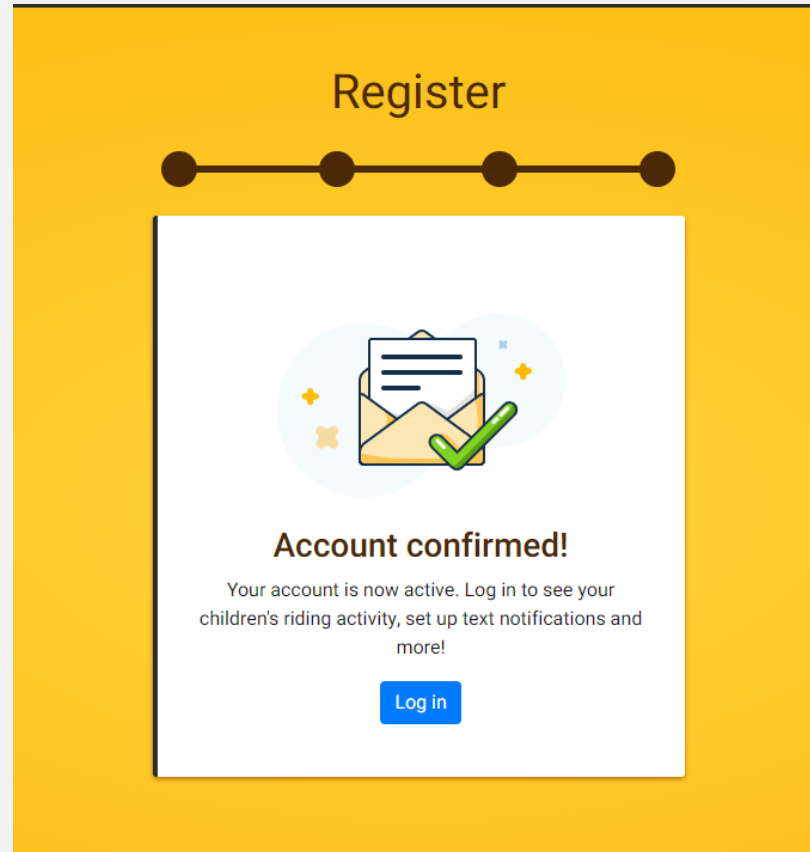 Register
Account confirmed!
Your account is now active. Log in to see your
children's riding activity, set up text notifications and
more!
Log in